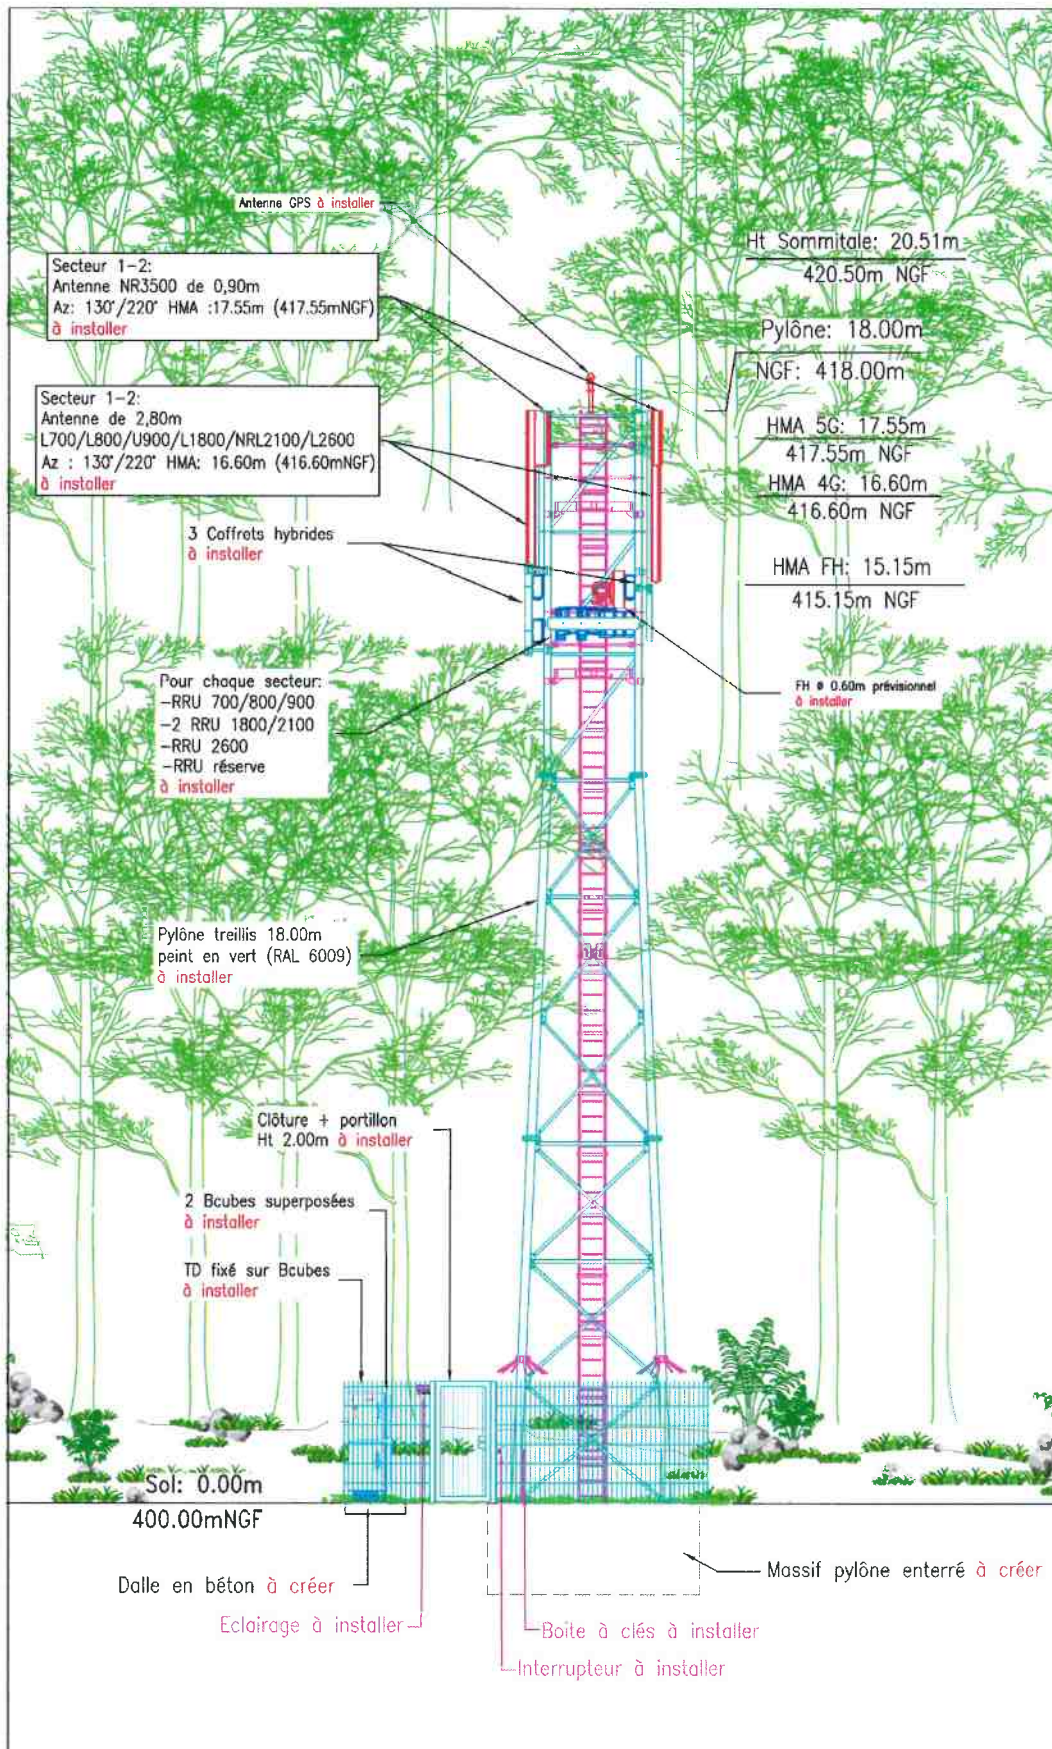 Antenne GPS à installer
Secteur 1-2:
Antenne NR3500 de 0,90m
Az: 130°/220° HMA :17.55m (417.55mNGF)
à installer
Secteur 1-2:
Antenne de 2,80m
L700/L800/U900/L1800/NRL2100/L2600
Az : 130°/220° HMA: 16.60m (416.60mNGF)
à installer
3 Coffrets hybrides
à installer
Pour chaque secteur:
-RRU 700/800/900
-2 RRU 1800/2100
-RRU 2600
-RRU réserve
à installer
Pylône treillis 18.00m
peint en vert (RAL 6009)
à installer
Clôture + portillon
Ht 2.00m à installer
2 Bcubes superposées
à installer
TD fixé sur Bcubes
à installer
Ht Sommitale: 20.51m
420.50m NGF
Pylône: 18.00m
NGF: 418.00m
HMA 5G: 17.55m
417.55m NGF
HMA 4G: 16.60m
416.60m NGF
HMA FH: 15.15m
415.15m NGF
FH ø 0.60m prévisionnel
à installer
Sol: 0.00m
400.00mNGF
Dalle en béton à créer
Massif pylône enterré à créer
Eclairage à installer
Boite à clés à installer
Interrupteur à installer